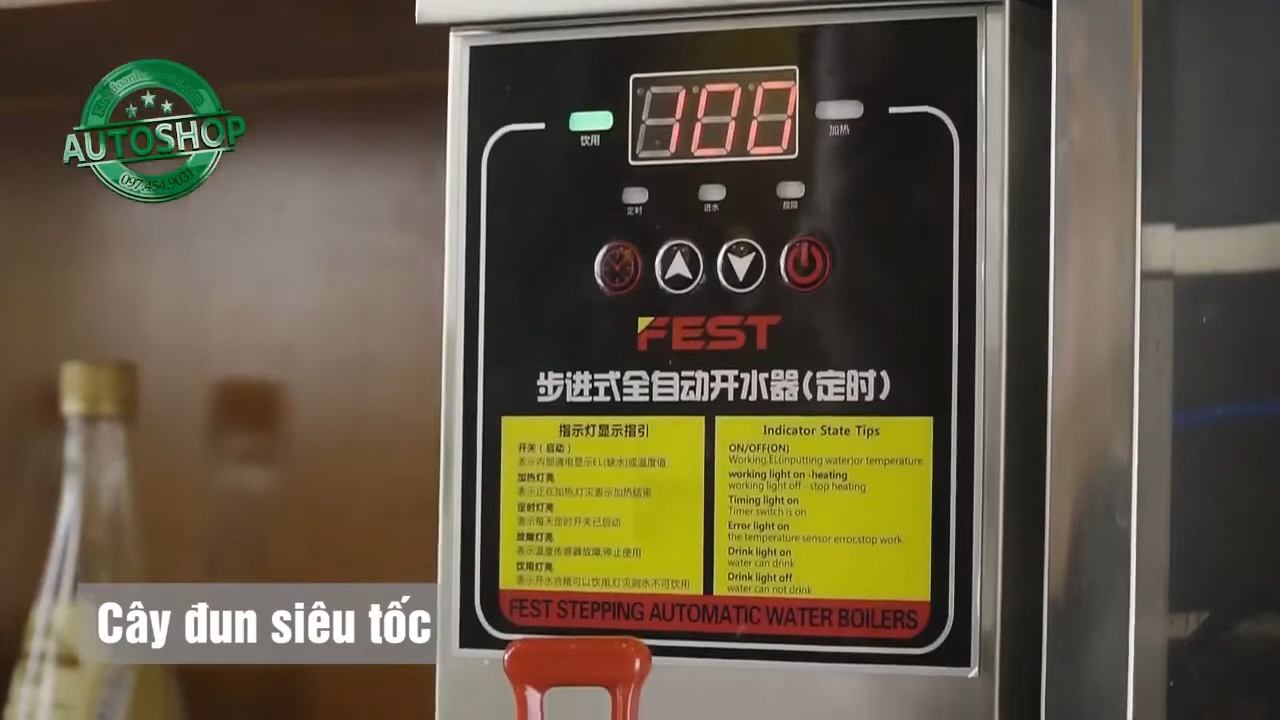 AUTOSHOP
097.454.9031
100
饮用
加热
定时
进水
故障
FEST
步进式全自动开水器(定时)
指示灯显示指引
开关（启动）
表示内部通电显示EL(缺水)或温度值
加热灯亮
表示正在加热,灯灭表示加热结束
定时灯亮
表示每天定时开关已启动
故障灯亮
表示温度传感器故障,停止使用
饮用灯亮
表示开水合格可以饮用,灯灭则水不可饮用
Indicator State Tips
ON/OFF(ON)
Working,EL(inputting water)or temperature
working light on -heating
working light off - stop heating
Timing light on
Timer switch is on
Error light on
the temperature sensor error,stop work
Drink light on
water can drink
Drink light off
water can not drink
FEST STEPPING AUTOMATIC WATER BOILERS
Cây đun siêu tốc